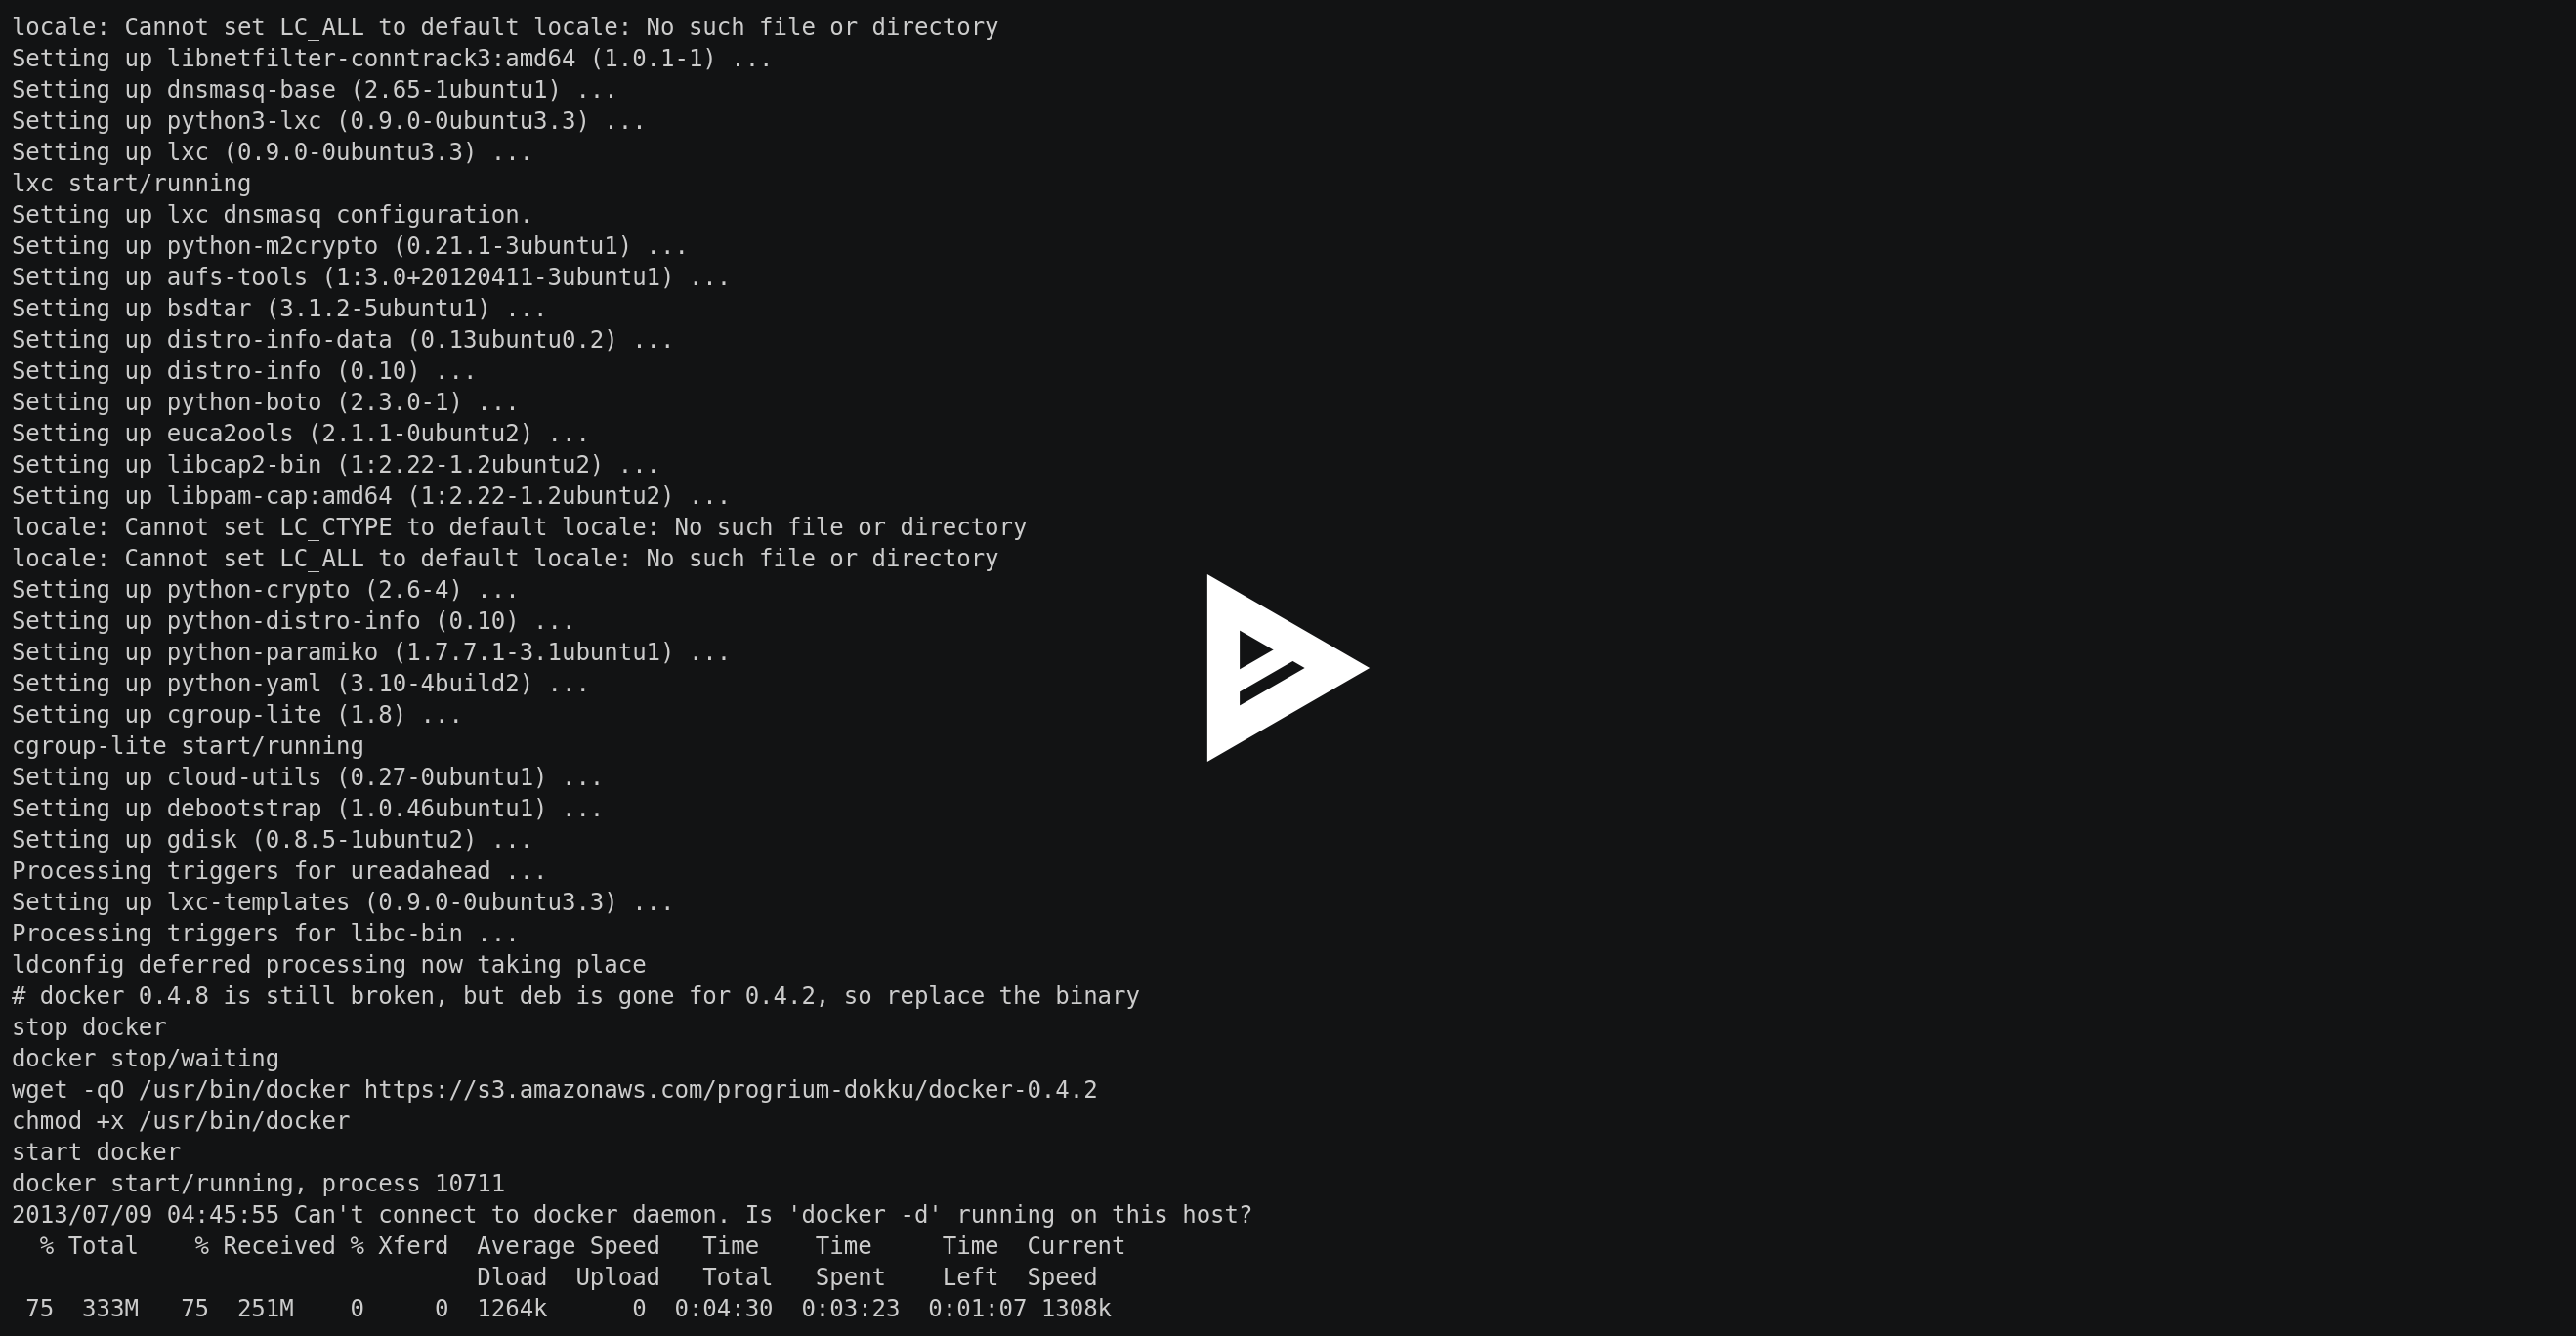 locale: Cannot set LC_ALL to default locale: No such file or directory
Setting up libnetfilter-conntrack3:amd64 (1.0.1-1) ...
Setting up dnsmasq-base (2.65-1ubuntu1) ...
Setting up python3-lxc (0.9.0-0ubuntu3.3) ...
Setting up lxc (0.9.0-0ubuntu3.3) ...
lxc start/running
Setting up lxc dnsmasq configuration.
Setting up python-m2crypto (0.21.1-3ubuntu1) ...
Setting up aufs-tools (1:3.0+20120411-3ubuntu1) ...
Setting up bsdtar (3.1.2-5ubuntu1) ...
Setting up distro-info-data (0.13ubuntu0.2) ...
Setting up distro-info (0.10) ...
Setting up python-boto (2.3.0-1) ...
Setting up euca2ools (2.1.1-0ubuntu2) ...
Setting up libcap2-bin (1:2.22-1.2ubuntu2) ...
Setting up libpam-cap:amd64 (1:2.22-1.2ubuntu2) ...
locale: Cannot set LC_CTYPE to default locale: No such file or directory
locale: Cannot set LC_ALL to default locale: No such file or directory
Setting up python-crypto (2.6-4) ...
Setting up python-distro-info (0.10) ...
Setting up python-paramiko (1.7.7.1-3.1ubuntu1) ...
Setting up python-yaml (3.10-4build2) ...
Setting up cgroup-lite (1.8) ...
cgroup-lite start/running
Setting up cloud-utils (0.27-0ubuntu1) ...
Setting up debootstrap (1.0.46ubuntu1) ...
Setting up gdisk (0.8.5-1ubuntu2) ...
Processing triggers for ureadahead ...
Setting up lxc-templates (0.9.0-0ubuntu3.3) ...
Processing triggers for libc-bin ...
ldconfig deferred processing now taking place
# docker 0.4.8 is still broken, but deb is gone for 0.4.2, so replace the binary
stop docker
docker stop/waiting
wget -qO /usr/bin/docker https://s3.amazonaws.com/progrium-dokku/docker-0.4.2
chmod +x /usr/bin/docker
start docker
docker start/running, process 10711
2013/07/09 04:45:55 Can't connect to docker daemon. Is 'docker -d' running on this host?
  % Total    % Received % Xferd  Average Speed   Time    Time     Time  Current
                                 Dload  Upload   Total   Spent    Left  Speed
 75  333M   75  251M    0     0  1264k      0  0:04:30  0:03:23  0:01:07 1308k